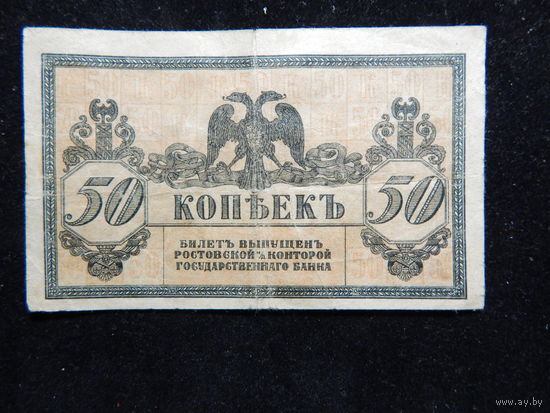 50 КОПѢЕКЪ 50
БИЛЕТЪ ВЫПУЩЕНЪ
РОСТОВСКОЙ н/д КОНТОРОЙ
ГОСУДАРСТВЕННАГО БАНКА
www.ay.by